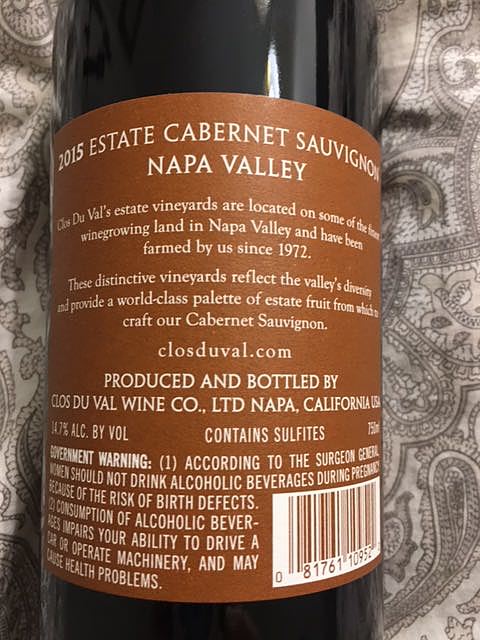 2015 ESTATE CABERNET SAUVIGNON
NAPA VALLEY
Clos Du Val's estate vineyards are located on some of the finest
winegrowing land in Napa Valley and have been
farmed by us since 1972.
These distinctive vineyards reflect the valley's diversity
and provide a world-class palette of estate fruit from which to
craft our Cabernet Sauvignon.
closduval.com
PRODUCED AND BOTTLED BY
CLOS DU VAL WINE CO., LTD NAPA, CALIFORNIA USA
14.7% ALC. BY VOL CONTAINS SULFITES 750ml
GOVERNMENT WARNING: (1) ACCORDING TO THE SURGEON GENERAL,
WOMEN SHOULD NOT DRINK ALCOHOLIC BEVERAGES DURING PREGNANCY
BECAUSE OF THE RISK OF BIRTH DEFECTS.
(2) CONSUMPTION OF ALCOHOLIC BEVER-
AGES IMPAIRS YOUR ABILITY TO DRIVE A
CAR OR OPERATE MACHINERY, AND MAY
CAUSE HEALTH PROBLEMS.
0 81761 10952